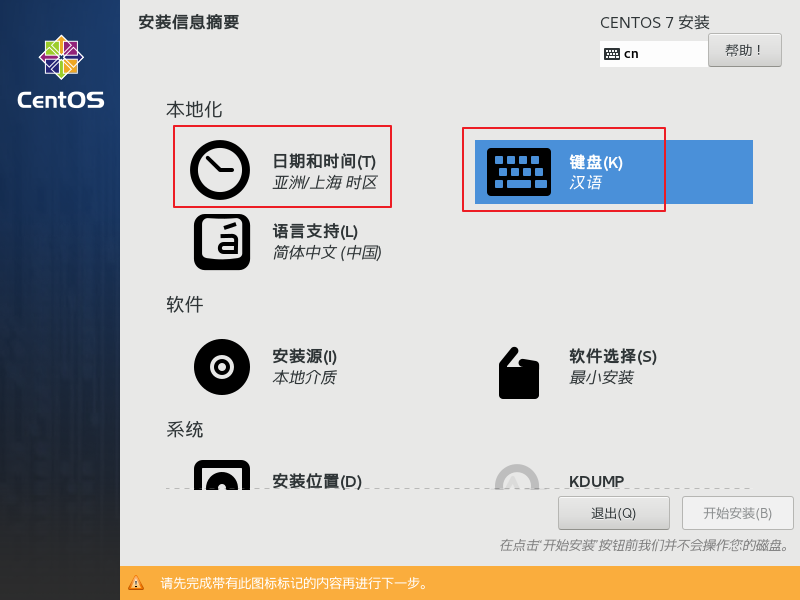 CentOS
安装信息摘要
CENTOS 7 安装
cn
帮助！
本地化
日期和时间(T)
亚洲/上海 时区
键盘(K)
汉语
语言支持(L)
简体中文 (中国)
软件
安装源(I)
本地介质
软件选择(S)
最小安装
系统
安装位置(D)
KDUMP
退出(Q)
开始安装(B)
在点击“开始安装”按钮前我们并不会操作您的磁盘。
请先完成带有此图标标记的内容再进行下一步。